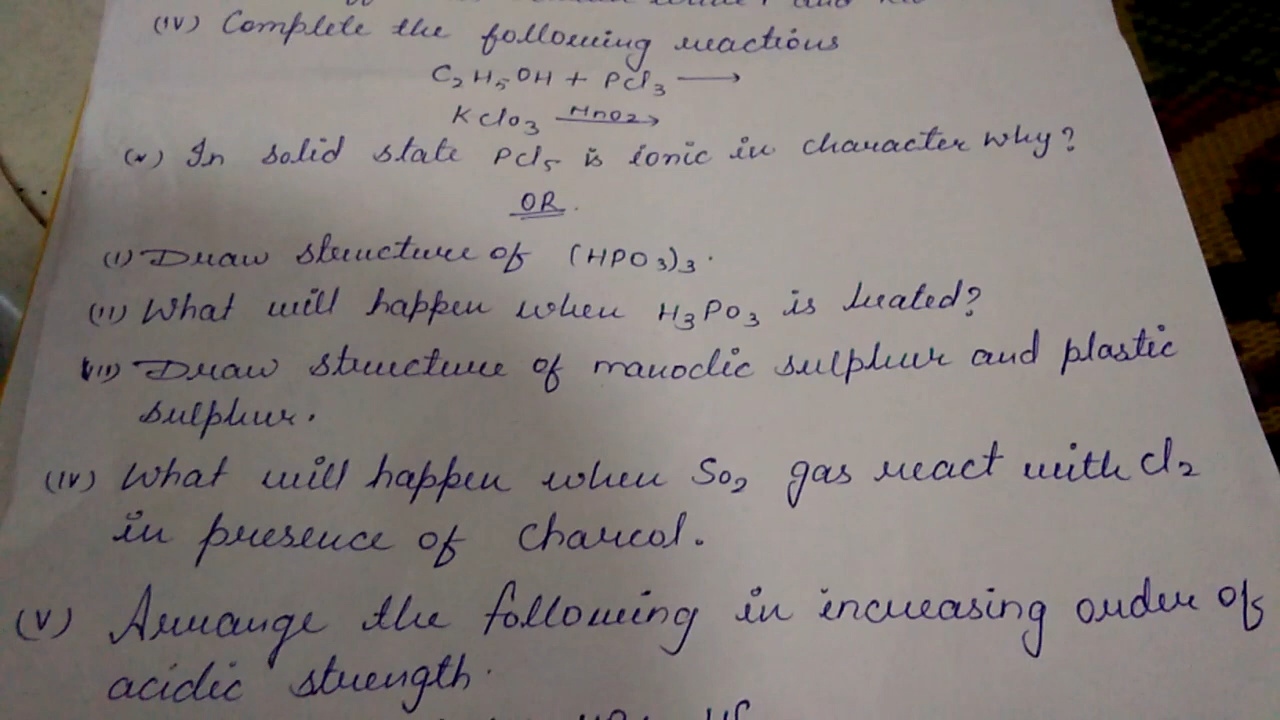 (IV) Complete the following reactions
C₂H₅OH + PCl₃ ⟶
KClO₃ MnO₂⟶
(v) In solid state PCl₅ is ionic in character why?
OR.
(i) Draw structure of (HPO₃)₃.
(ii) What will happen when H₃PO₃ is heated?
(iii) Draw structure of manoclic sulphur and plastic
sulphur.
(IV) What will happen when SO₂ gas react with Cl₂
in presence of Charcol.
(V) Arrange the following in increasing order of
acidic strength.